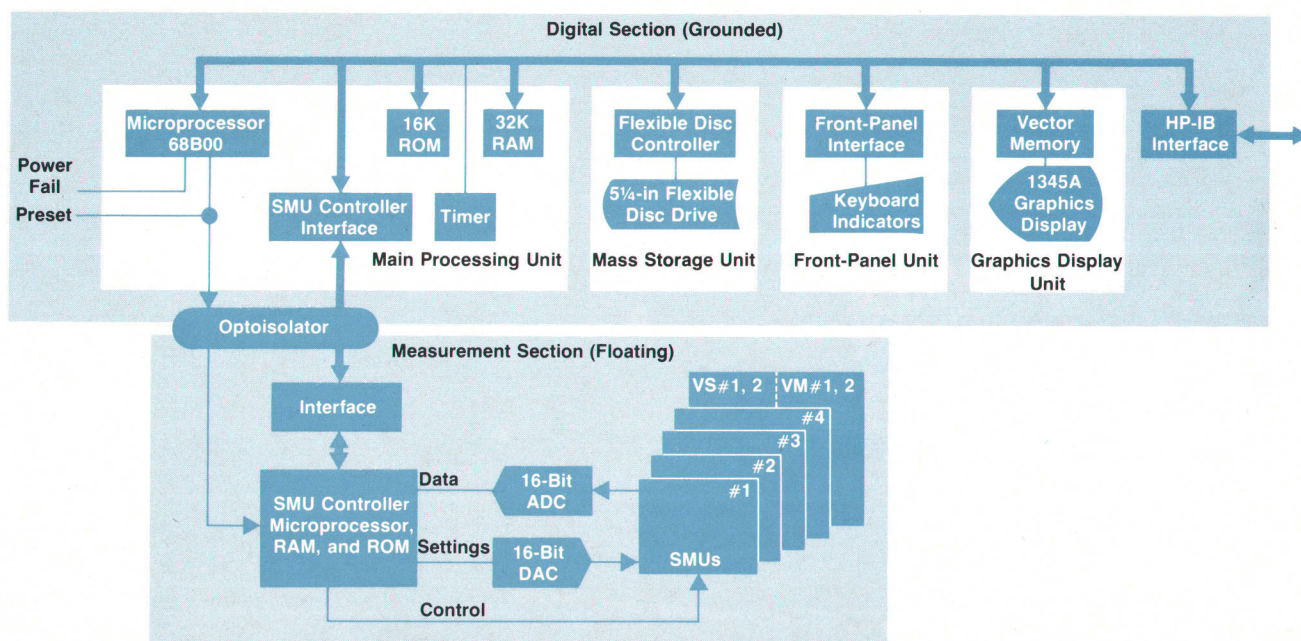 Digital Section (Grounded)
Microprocessor
68B00
16K
ROM
32K
RAM
Flexible Disc
Controller
Front-Panel
Interface
Vector
Memory
HP-IB
Interface
Power
Fail
Preset
SMU Controller
Interface
Timer
5¼-in Flexible
Disc Drive
Keyboard
Indicators
1345A
Graphics
Display
Main Processing Unit
Mass Storage Unit
Front-Panel Unit
Graphics Display
Unit
Optoisolator
Measurement Section (Floating)
Interface
VS#1, 2
VM#1, 2
#4
#3
#2
#1
SMUs
Data
16-Bit
ADC
SMU Controller
Microprocessor,
RAM, and ROM
Settings
16-Bit
DAC
Control